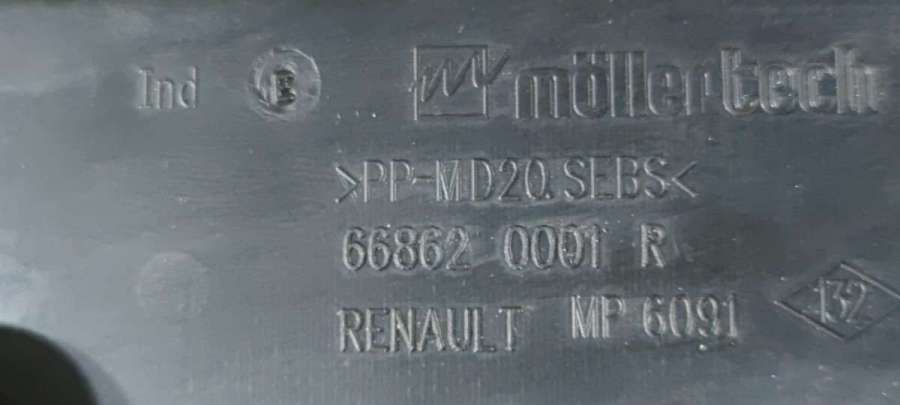 Ind B möllertech
>PP-MD20.SEBS<
66862 0001 R
RENAULT MP 6091 132